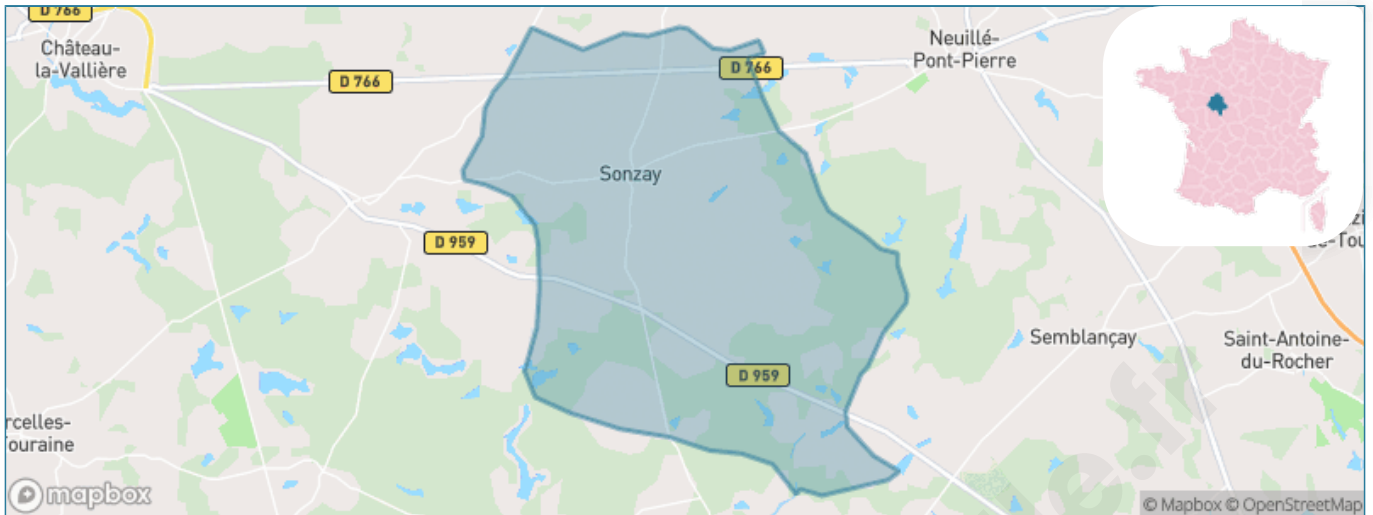 D 766
Château-
la-Vallière
Neuillé-
Pont-Pierre
D 766
D 766
Sonzay
D 959
Semblançay
Saint-Antoine-
du-Rocher
D 959
rcelles-
ouraine
mapbox
© Mapbox © OpenStreetMap